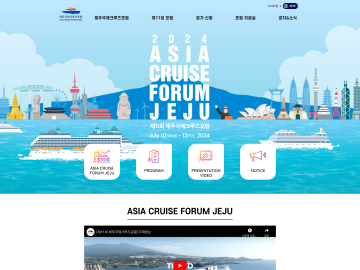 제주국제크루즈포럼
제11회 포럼
참가 신청
포럼 자료실
공지&소식
2024
ASIA
CRUISE
FORUM
JEJU
제11회 제주국제크루즈포럼
July 10(Wed) - 12(Fri), 2024
ASIA CRUISE
FORUM JEJU
PROGRAM
PRESENTATION
VIDEO
NOTICE
ASIA CRUISE FORUM JEJU